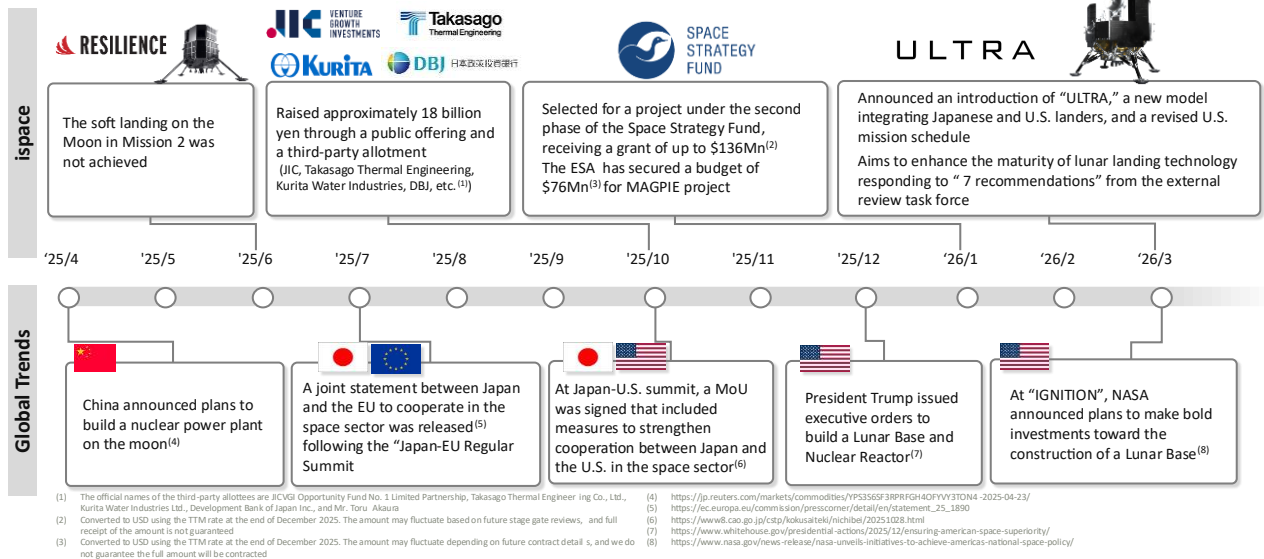 RESILIENCE
JIC VENTURE GROWTH INVESTMENTS
Takasago
Thermal Engineering
KURITA
DBJ 日本政策投資銀行
SPACE
STRATEGY
FUND
ULTRA
ispace
The soft landing on the
Moon in Mission 2 was
not achieved
Raised approximately 18 billion
yen through a public offering and
a third-party allotment
(JIC, Takasago Thermal Engineering,
Kurita Water Industries, DBJ, etc.(1))
Selected for a project under the second
phase of the Space Strategy Fund,
receiving a grant of up to $136Mn(2)
The ESA has secured a budget of
$76Mn(3) for MAGPIE project
Announced an introduction of “ULTRA,” a new model
integrating Japanese and U.S. landers, and a revised U.S.
mission schedule
Aims to enhance the maturity of lunar landing technology
responding to “ 7 recommendations” from the external
review task force
‘25/4 '25/5 '25/6 '25/7 '25/8 '25/9 '25/10 '25/11 '25/12 '26/1 ‘26/2 ‘26/3
Global Trends
China announced plans to
build a nuclear power plant
on the moon(4)
A joint statement between Japan
and the EU to cooperate in the
space sector was released(5)
following the “Japan-EU Regular
Summit
At Japan-U.S. summit, a MoU
was signed that included
measures to strengthen
cooperation between Japan and
the U.S. in the space sector(6)
President Trump issued
executive orders to
build a Lunar Base and
Nuclear Reactor(7)
At “IGNITION”, NASA
announced plans to make bold
investments toward the
construction of a Lunar Base(8)
(1) The official names of the third-party allottees are JICVGI Opportunity Fund No. 1 Limited Partnership, Takasago Thermal Engineer ing Co., Ltd.,
Kurita Water Industries Ltd., Development Bank of Japan Inc., and Mr. Toru Akaura
(2) Converted to USD using the TTM rate at the end of December 2025. The amount may fluctuate based on future stage gate reviews, and full
receipt of the amount is not guaranteed
(3) Converted to USD using the TTM rate at the end of December 2025. The amount may fluctuate depending on future contract detail s, and we do
not guarantee the full amount will be contracted
(4) https://jp.reuters.com/markets/commodities/YPS3S6SF3RPRFGH4OFYVY3TON4 -2025-04-23/
(5) https://ec.europa.eu/commission/presscorner/detail/en/statement_25_1890
(6) https://www8.cao.go.jp/cstp/kokusaiteki/nichibei/20251028.html
(7) https://www.whitehouse.gov/presidential-actions/2025/12/ensuring-american-space-superiority/
(8) https://www.nasa.gov/news-release/nasa-unveils-initiatives-to-achieve-americas-national-space-policy/